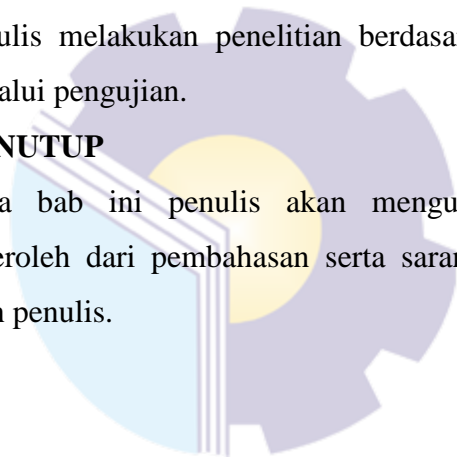 ulis melakukan penelitian berdasa
alui pengujian.
NUTUP
a bab ini penulis akan mengu
eroleh dari pembahasan serta saran
n penulis.